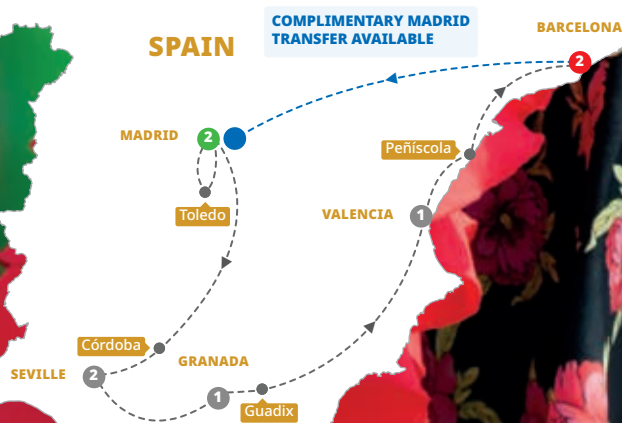 COMPLIMENTARY MADRID
TRANSFER AVAILABLE
BARCELONA
SPAIN
2
MADRID
2
Peñíscola
Toledo
VALENCIA
1
Córdoba
GRANADA
SEVILLE
2
1
Guadix